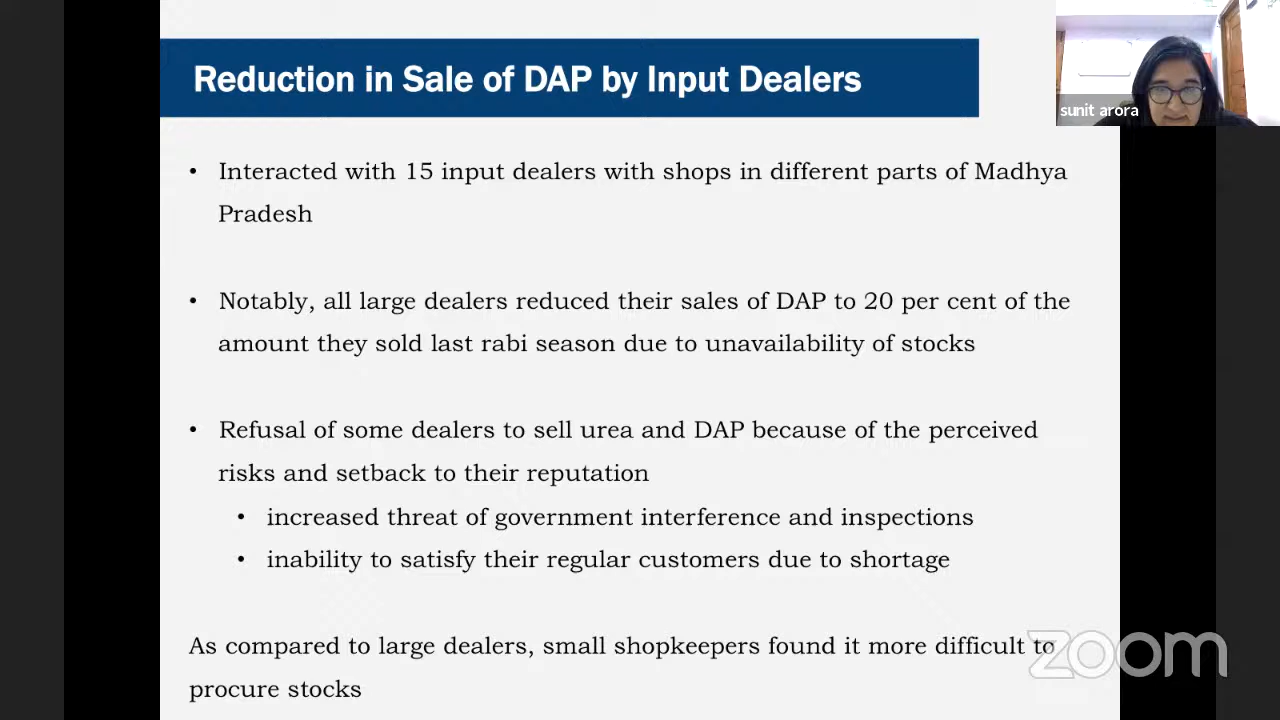 Reduction in Sale of DAP by Input Dealers
sunit arora
• Interacted with 15 input dealers with shops in different parts of Madhya
Pradesh
• Notably, all large dealers reduced their sales of DAP to 20 per cent of the
amount they sold last rabi season due to unavailability of stocks
• Refusal of some dealers to sell urea and DAP because of the perceived
risks and setback to their reputation
• increased threat of government interference and inspections
• inability to satisfy their regular customers due to shortage
As compared to large dealers, small shopkeepers found it more difficult to
procure stocks
zoom